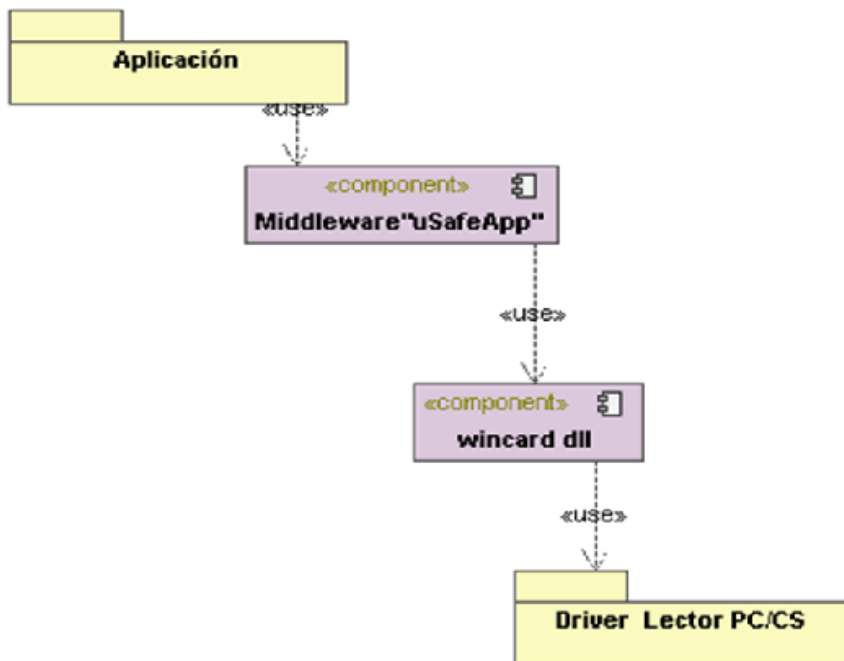 Aplicación
«use»
«component»
Middleware"uSafeApp"
«use»
«component»
wincard dll
«use»
Driver Lector PC/CS